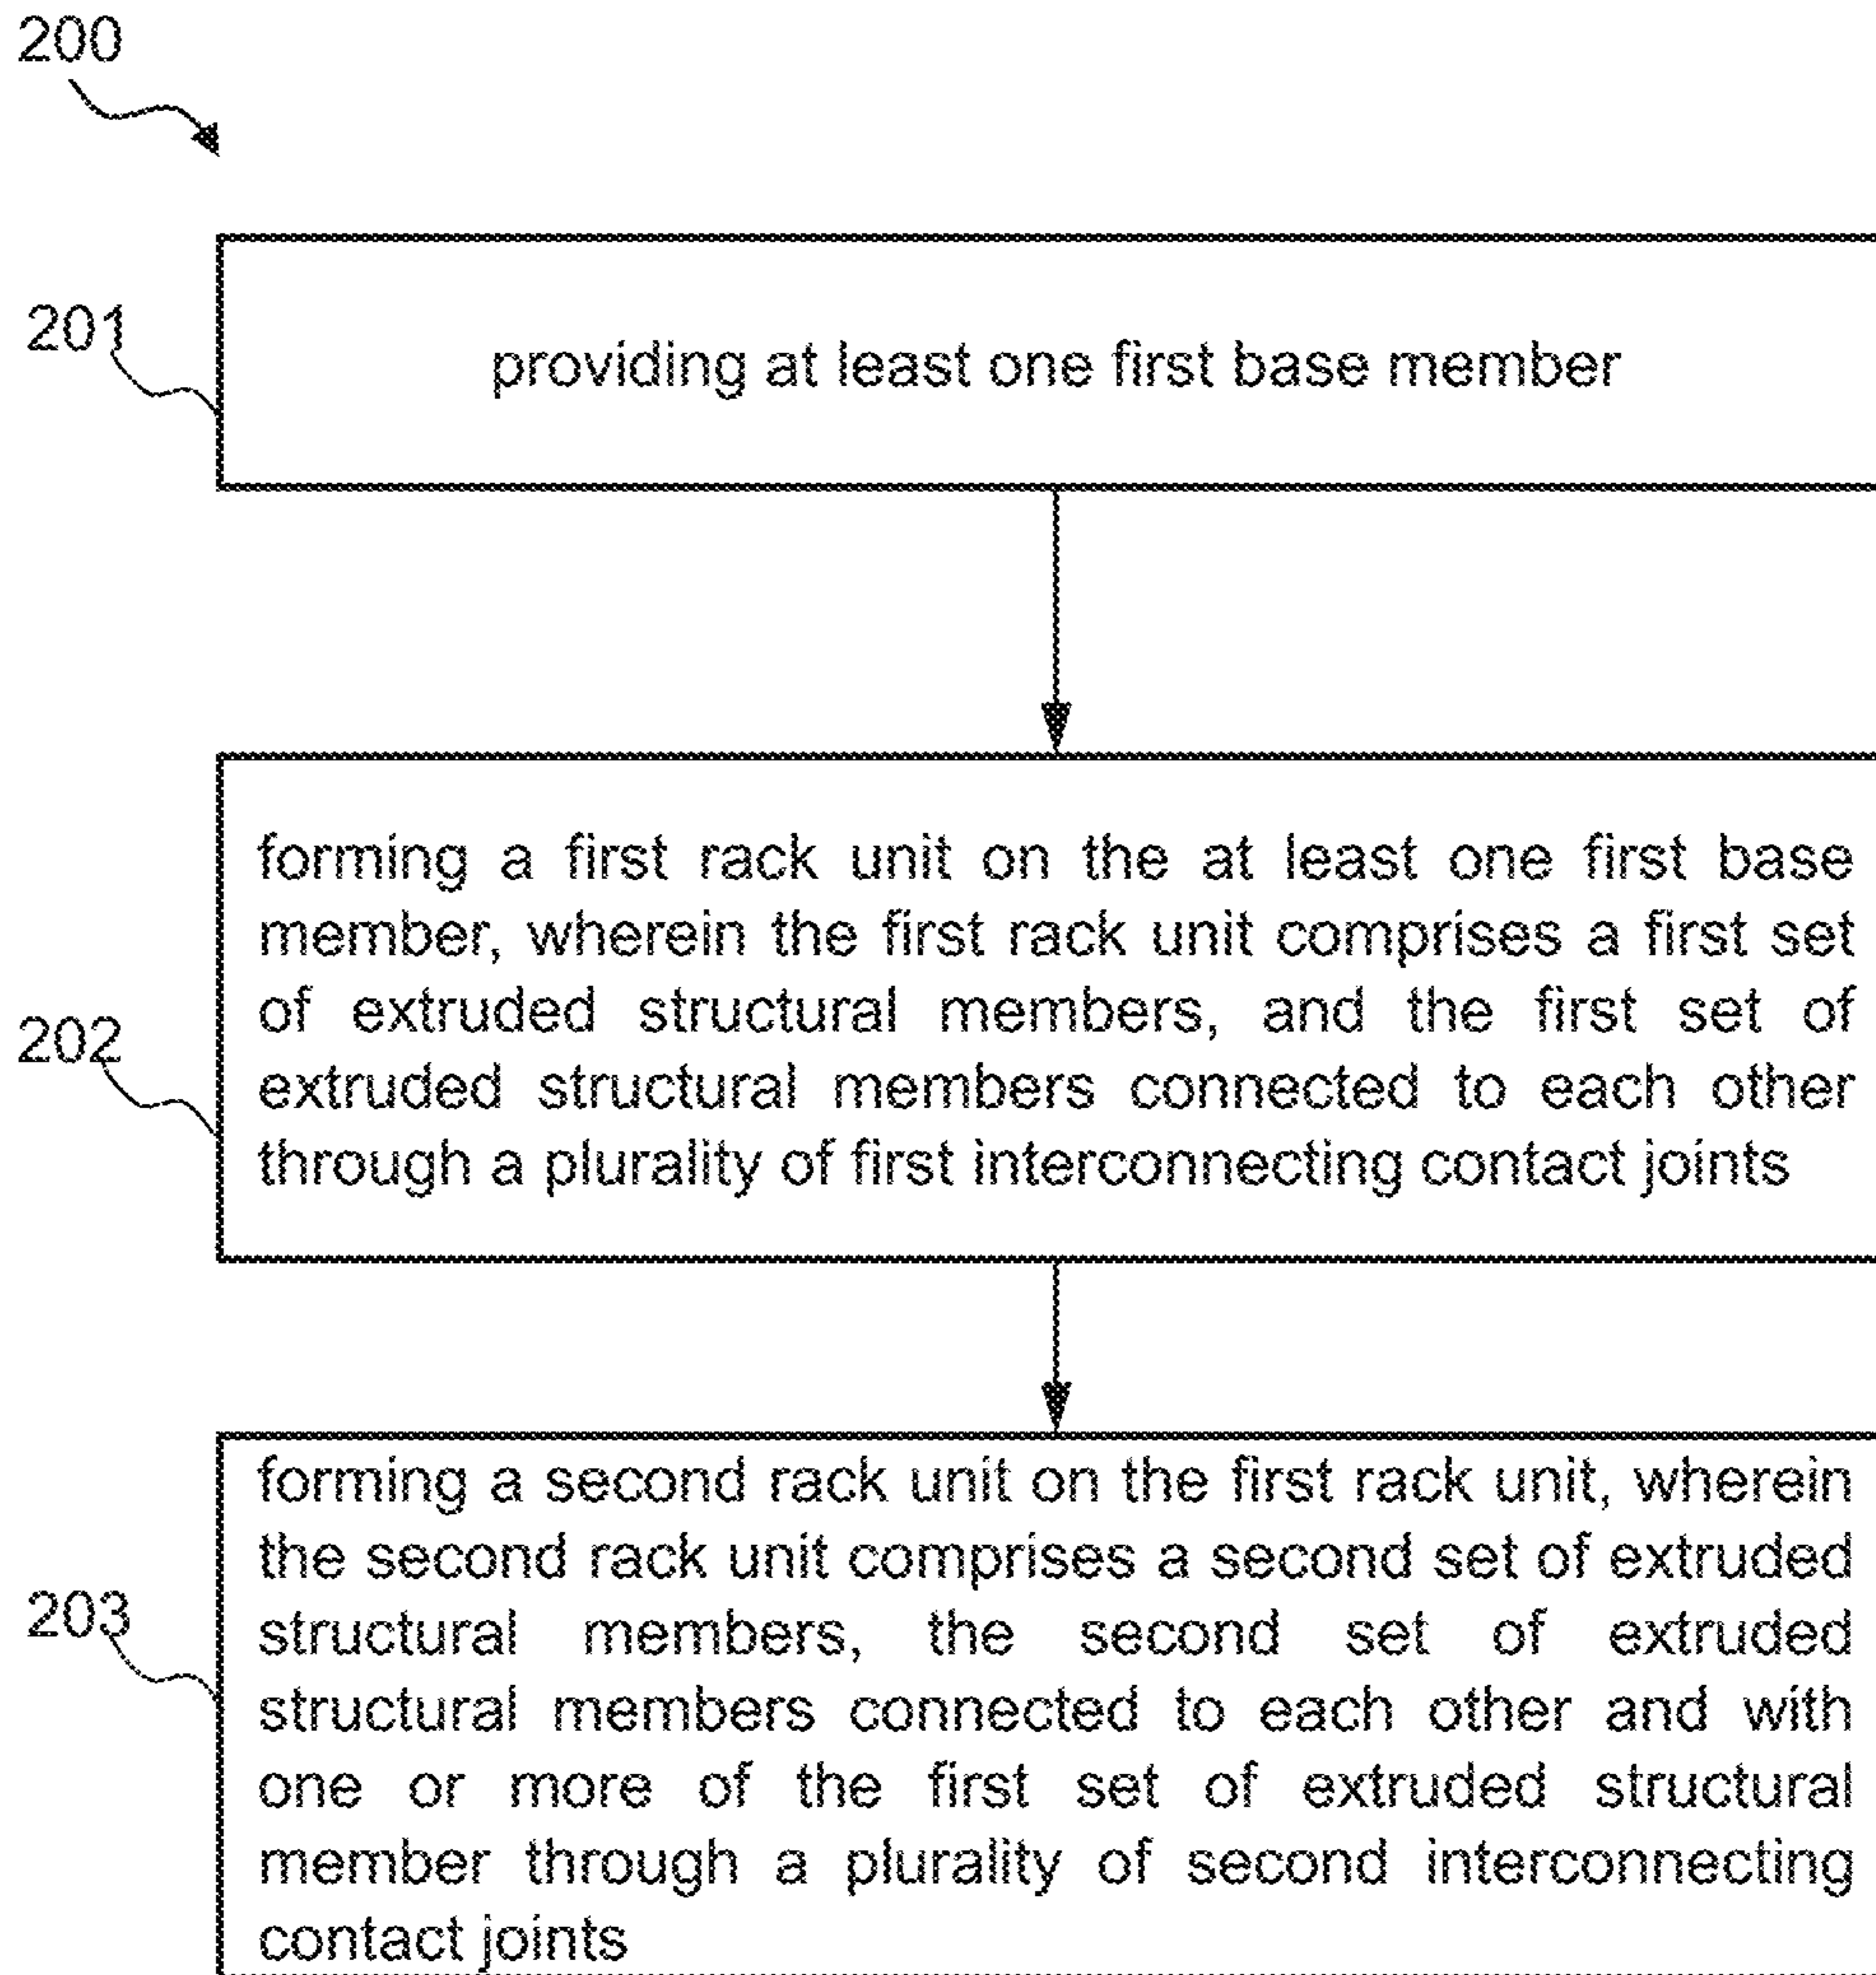 200
201
providing at least one first base member
forming a first rack unit on the at least one first base
member, wherein the first rack unit comprises a first set
of extruded structural members, and the first set of
202
extruded structural members connected to each other
through a plurality of first interconnecting contact joints
forming a second rack unit on the first rack unit, wherein
the second rack unit comprises a second set of extruded
203
structural members, the second set of extruded
structural members connected to each other and with
one or more of the first set of extruded structural
member through a plurality of second interconnecting
contact joints